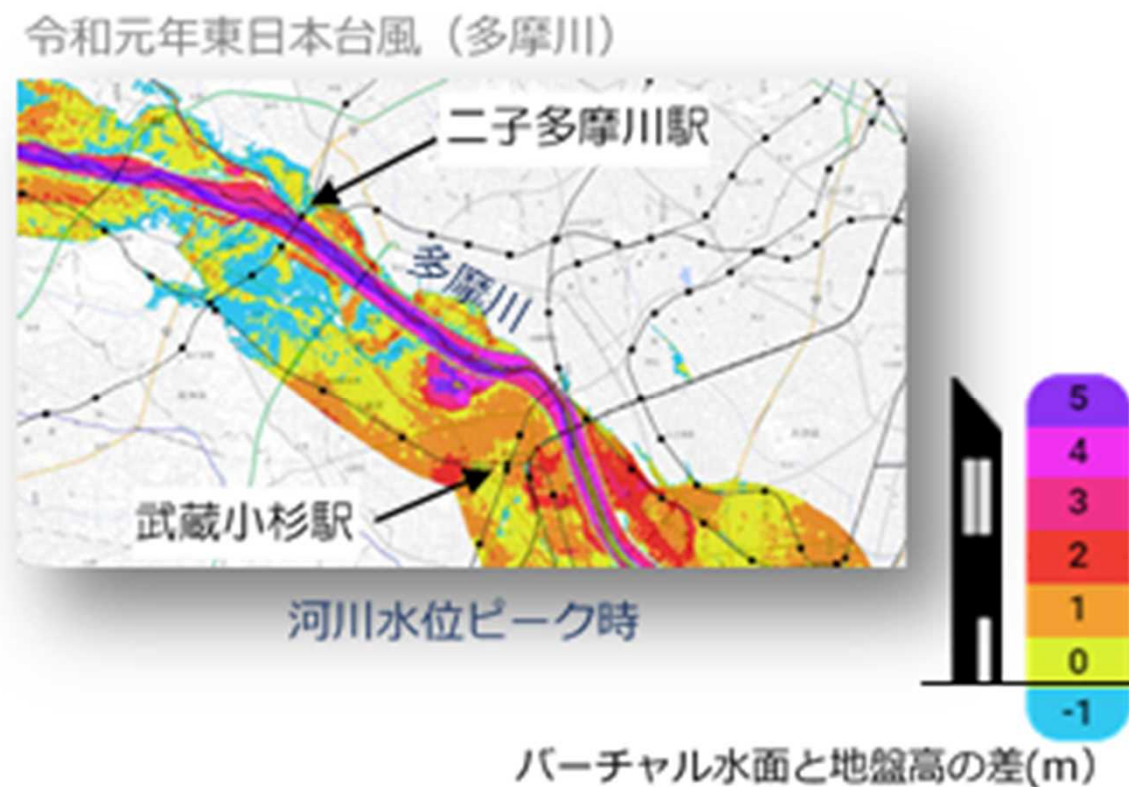 令和元年東日本台風（多摩川）
二子多摩川駅
多摩川
武蔵小杉駅
河川水位ピーク時
5
4
3
2
1
0
-1
バーチャル水面と地盤高の差(m）